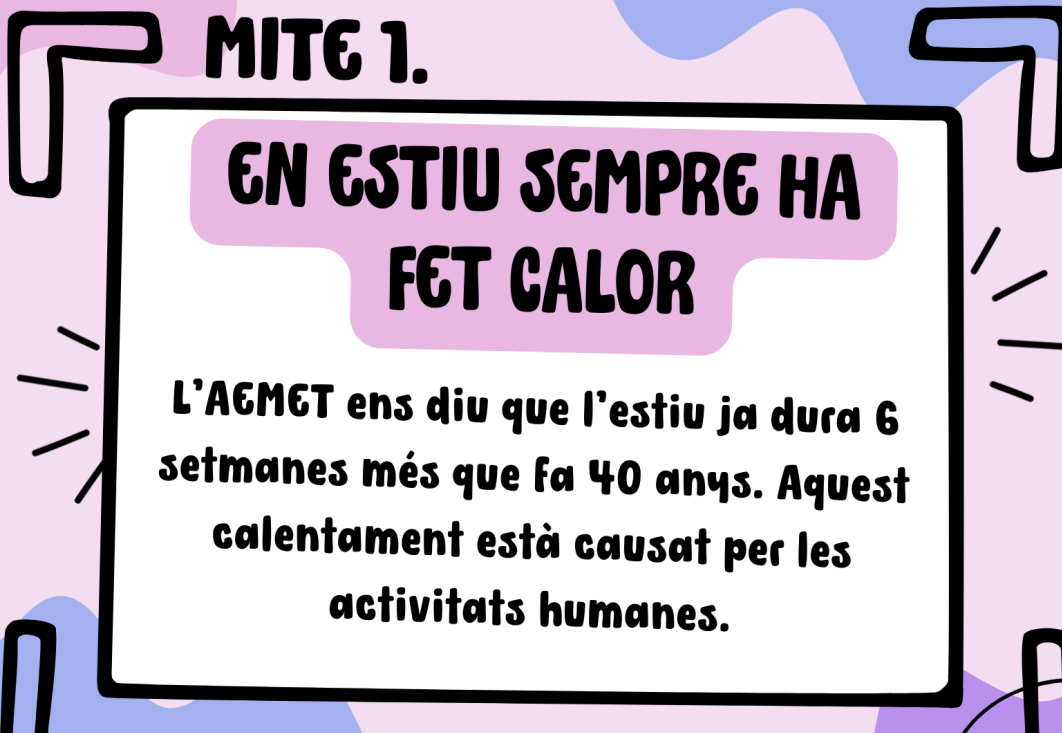 MITE 1.
EN ESTIU SEMPRE HA
FET CALOR
L'AEMET ens diu que l'estiu ja dura 6
setmanes més que fa 40 anys. Aquest
calentament està causat per les
activitats humanes.